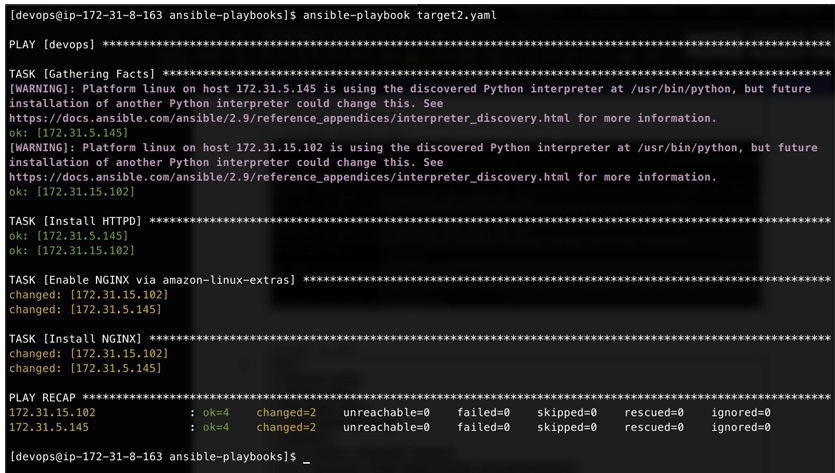 [devops@ip-172-31-8-163 ansible-playbooks]$ ansible-playbook target2.yaml
PLAY [devops] **************************************************************************************************************
TASK [Gathering Facts] *****************************************************************************************************
[WARNING]: Platform linux on host 172.31.5.145 is using the discovered Python interpreter at /usr/bin/python, but future
installation of another Python interpreter could change this. See
https://docs.ansible.com/ansible/2.9/reference_appendices/interpreter_discovery.html for more information.
ok: [172.31.5.145]
[WARNING]: Platform linux on host 172.31.15.102 is using the discovered Python interpreter at /usr/bin/python, but future
installation of another Python interpreter could change this. See
https://docs.ansible.com/ansible/2.9/reference_appendices/interpreter_discovery.html for more information.
ok: [172.31.15.102]
TASK [Install HTTPD] *******************************************************************************************************
ok: [172.31.5.145]
ok: [172.31.15.102]
TASK [Enable NGINX via amazon-linux-extras] ********************************************************************************
changed: [172.31.15.102]
changed: [172.31.5.145]
TASK [Install NGINX] *******************************************************************************************************
changed: [172.31.15.102]
changed: [172.31.5.145]
PLAY RECAP *****************************************************************************************************************
172.31.15.102 : ok=4 changed=2 unreachable=0 failed=0 skipped=0 rescued=0 ignored=0
172.31.5.145 : ok=4 changed=2 unreachable=0 failed=0 skipped=0 rescued=0 ignored=0
[devops@ip-172-31-8-163 ansible-playbooks]$ _